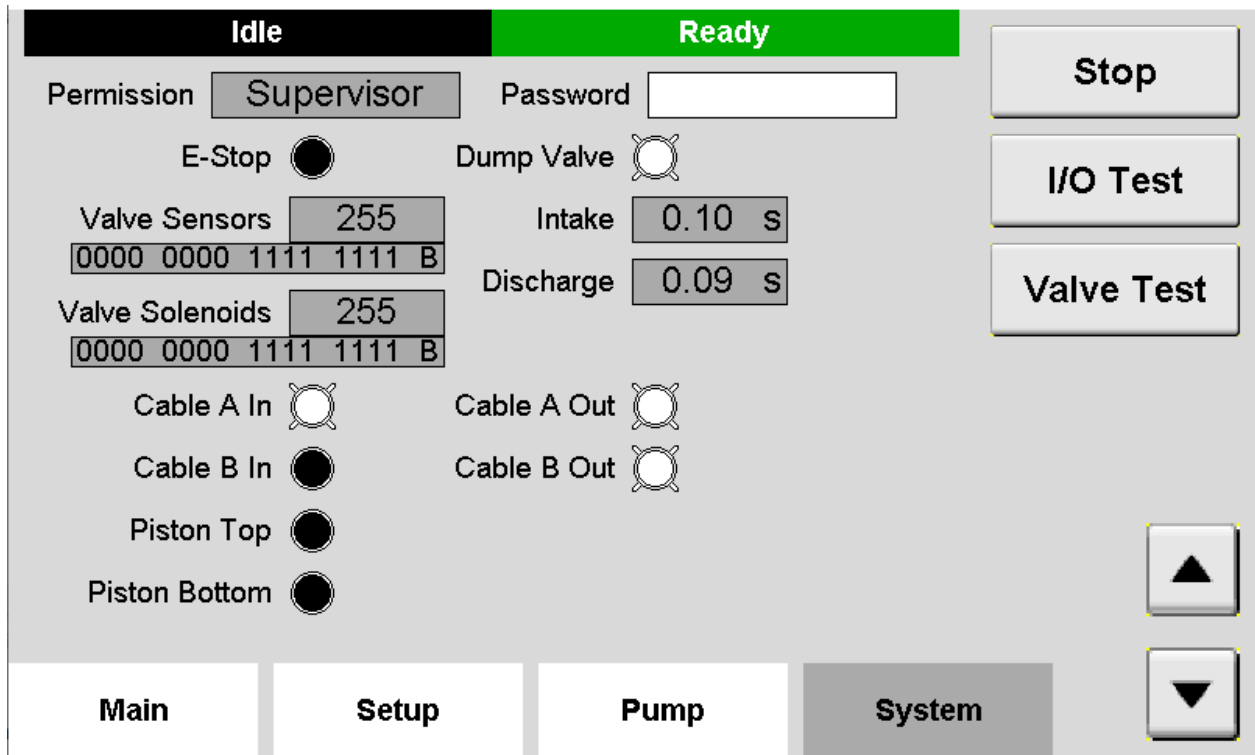 Idle Ready
Stop
Permission Supervisor Password
E-Stop Dump Valve
I/O Test
Valve Sensors 255 Intake 0.10 s
0000 0000 1111 1111 B
Discharge 0.09 s
Valve Test
Valve Solenoids 255
0000 0000 1111 1111 B
Cable A In Cable A Out
Cable B In Cable B Out
Piston Top
Piston Bottom
Main Setup Pump System